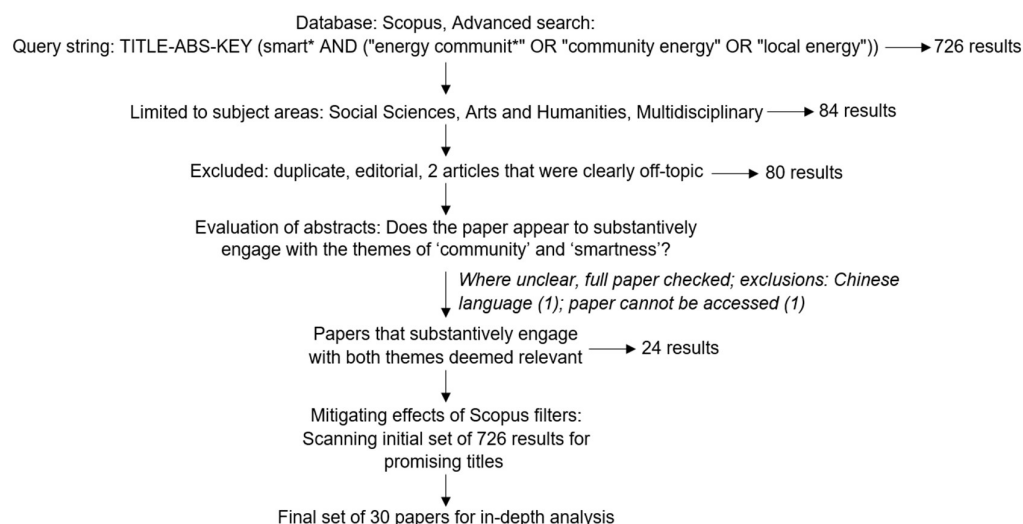 Database: Scopus, Advanced search:
Query string: TITLE-ABS-KEY (smart* AND ("energy communit*" OR "community energy" OR "local energy")) 726 results
Limited to subject areas: Social Sciences, Arts and Humanities, Multidisciplinary 84 results
Excluded: duplicate, editorial, 2 articles that were clearly off-topic 80 results
Evaluation of abstracts: Does the paper appear to substantively
engage with the themes of ‘community’ and ‘smartness’?
Where unclear, full paper checked; exclusions: Chinese
language (1); paper cannot be accessed (1)
Papers that substantively engage
with both themes deemed relevant 24 results
Mitigating effects of Scopus filters:
Scanning initial set of 726 results for
promising titles
Final set of 30 papers for in-depth analysis